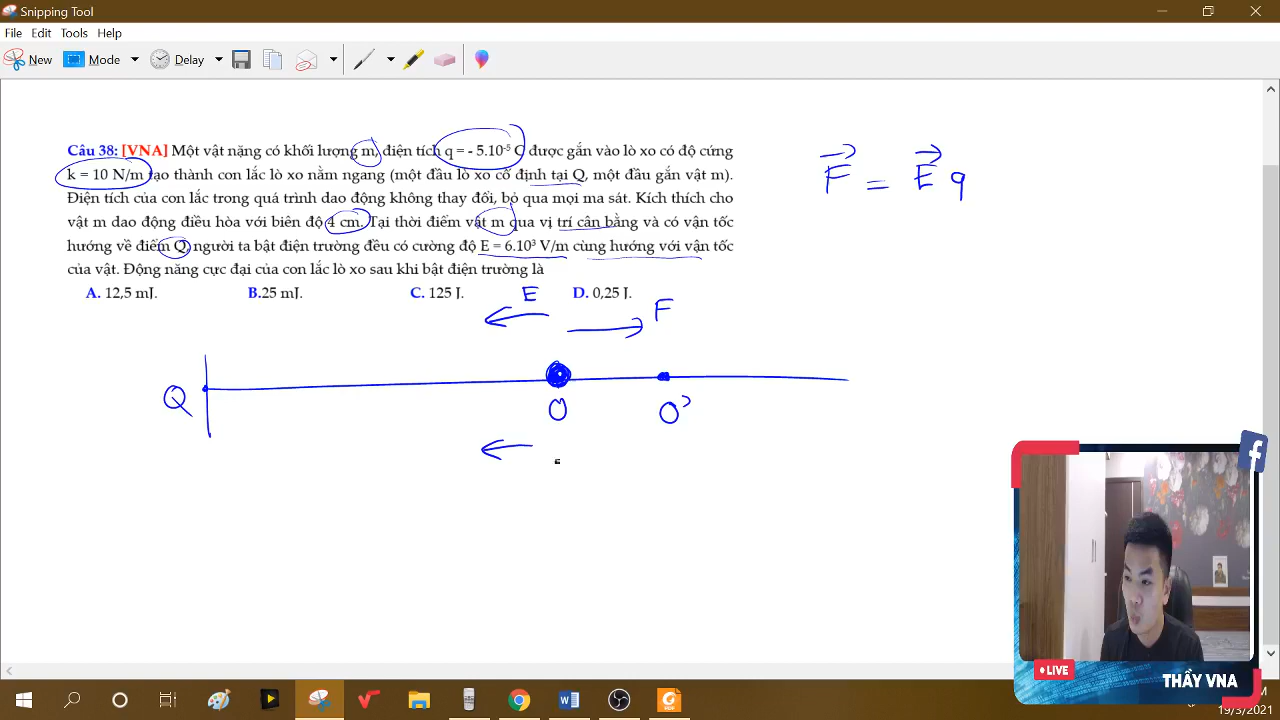 Snipping Tool
File Edit Tools Help
New Mode Delay
Câu 38: [VNA] Một vật nặng có khối lượng m, điện tích q = - 5.10⁻⁵ C được gắn vào lò xo có độ cứng
k = 10 N/m tạo thành con lắc lò xo nằm ngang (một đầu lò xo cố định tại Q, một đầu gắn vật m).
Điện tích của con lắc trong quá trình dao động không thay đổi, bỏ qua mọi ma sát. Kích thích cho
vật m dao động điều hòa với biên độ 4 cm. Tại thời điểm vật m qua vị trí cân bằng và có vận tốc
hướng về điểm Q, người ta bật điện trường đều có cường độ E = 6.10³ V/m cùng hướng với vận tốc
của vật. Động năng cực đại của con lắc lò xo sau khi bật điện trường là
A. 12,5 mJ. B.25 mJ. C. 125 J. D. 0,25 J.
F = E q
E F
Q O O'
LIVE
THẦY VNA
19/3/2021